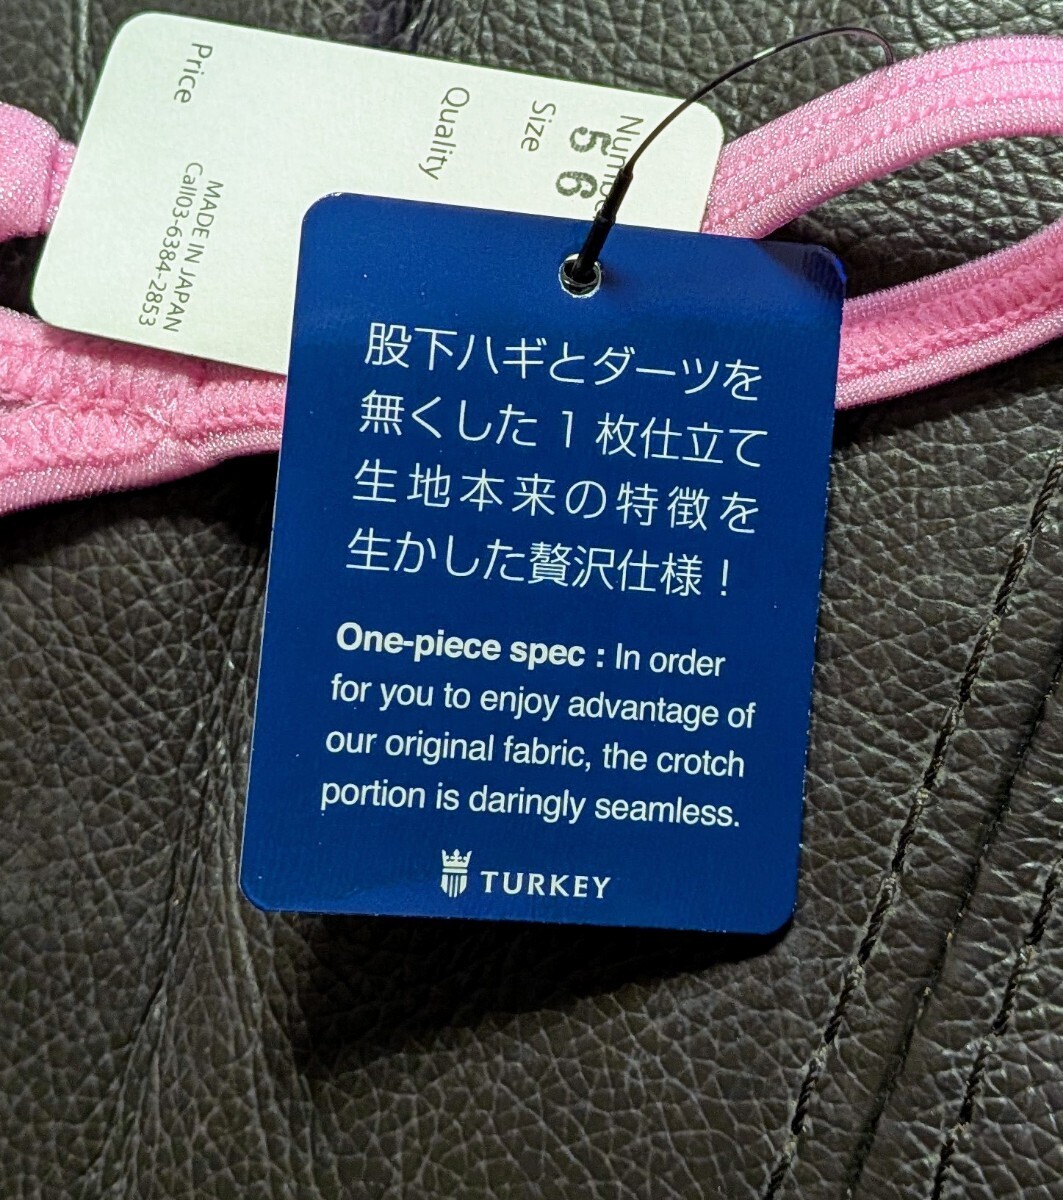 Price
Quality
Size
56
MADE IN JAPAN
Call03-6384-2853
股下ハギとダーツを
無くした1枚仕立て
生地本来の特徴を
生かした贅沢仕様！
One-piece spec : In order
for you to enjoy advantage of
our original fabric, the crotch
portion is daringly seamless.
TURKEY